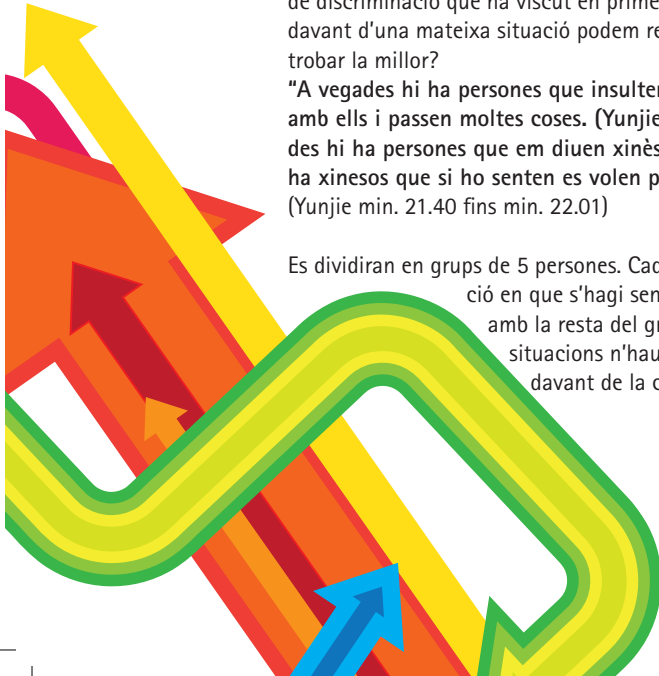 de discriminació que ha viscut en prime
davant d'una mateixa situació podem re
trobar la millor?
"A vegades hi ha persones que insulter
amb ells i passen moltes coses. (Yunjie
des hi ha persones que em diuen xinès
ha xinesos que si ho senten es volen p
(Yunjie min. 21.40 fins min. 22.01)
Es dividiran en grups de 5 persones. Cad
ció en que s'hagi sen
amb la resta del gr
situacions n'hau
davant de la c